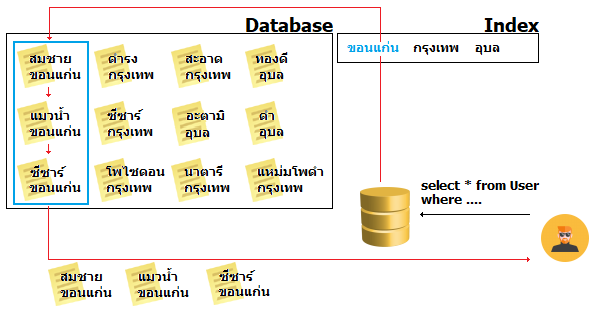 Database
Index
ขอนแก่น กรุงเทพ อุบล
สมชาย ดำรง สะอาด ทองดี
ขอนแก่น กรุงเทพ กรุงเทพ อุบล
แมวน้ำ ซีซาร์ อะตามิ ดำ
ขอนแก่น กรุงเทพ อุบล อุบล
ซีซาร์ โพไซดอน นาตารี แหม่มโพดำ
ขอนแก่น กรุงเทพ กรุงเทพ กรุงเทพ
select * from User
where ....
สมชาย แมวน้ำ ซีซาร์
ขอนแก่น ขอนแก่น ขอนแก่น